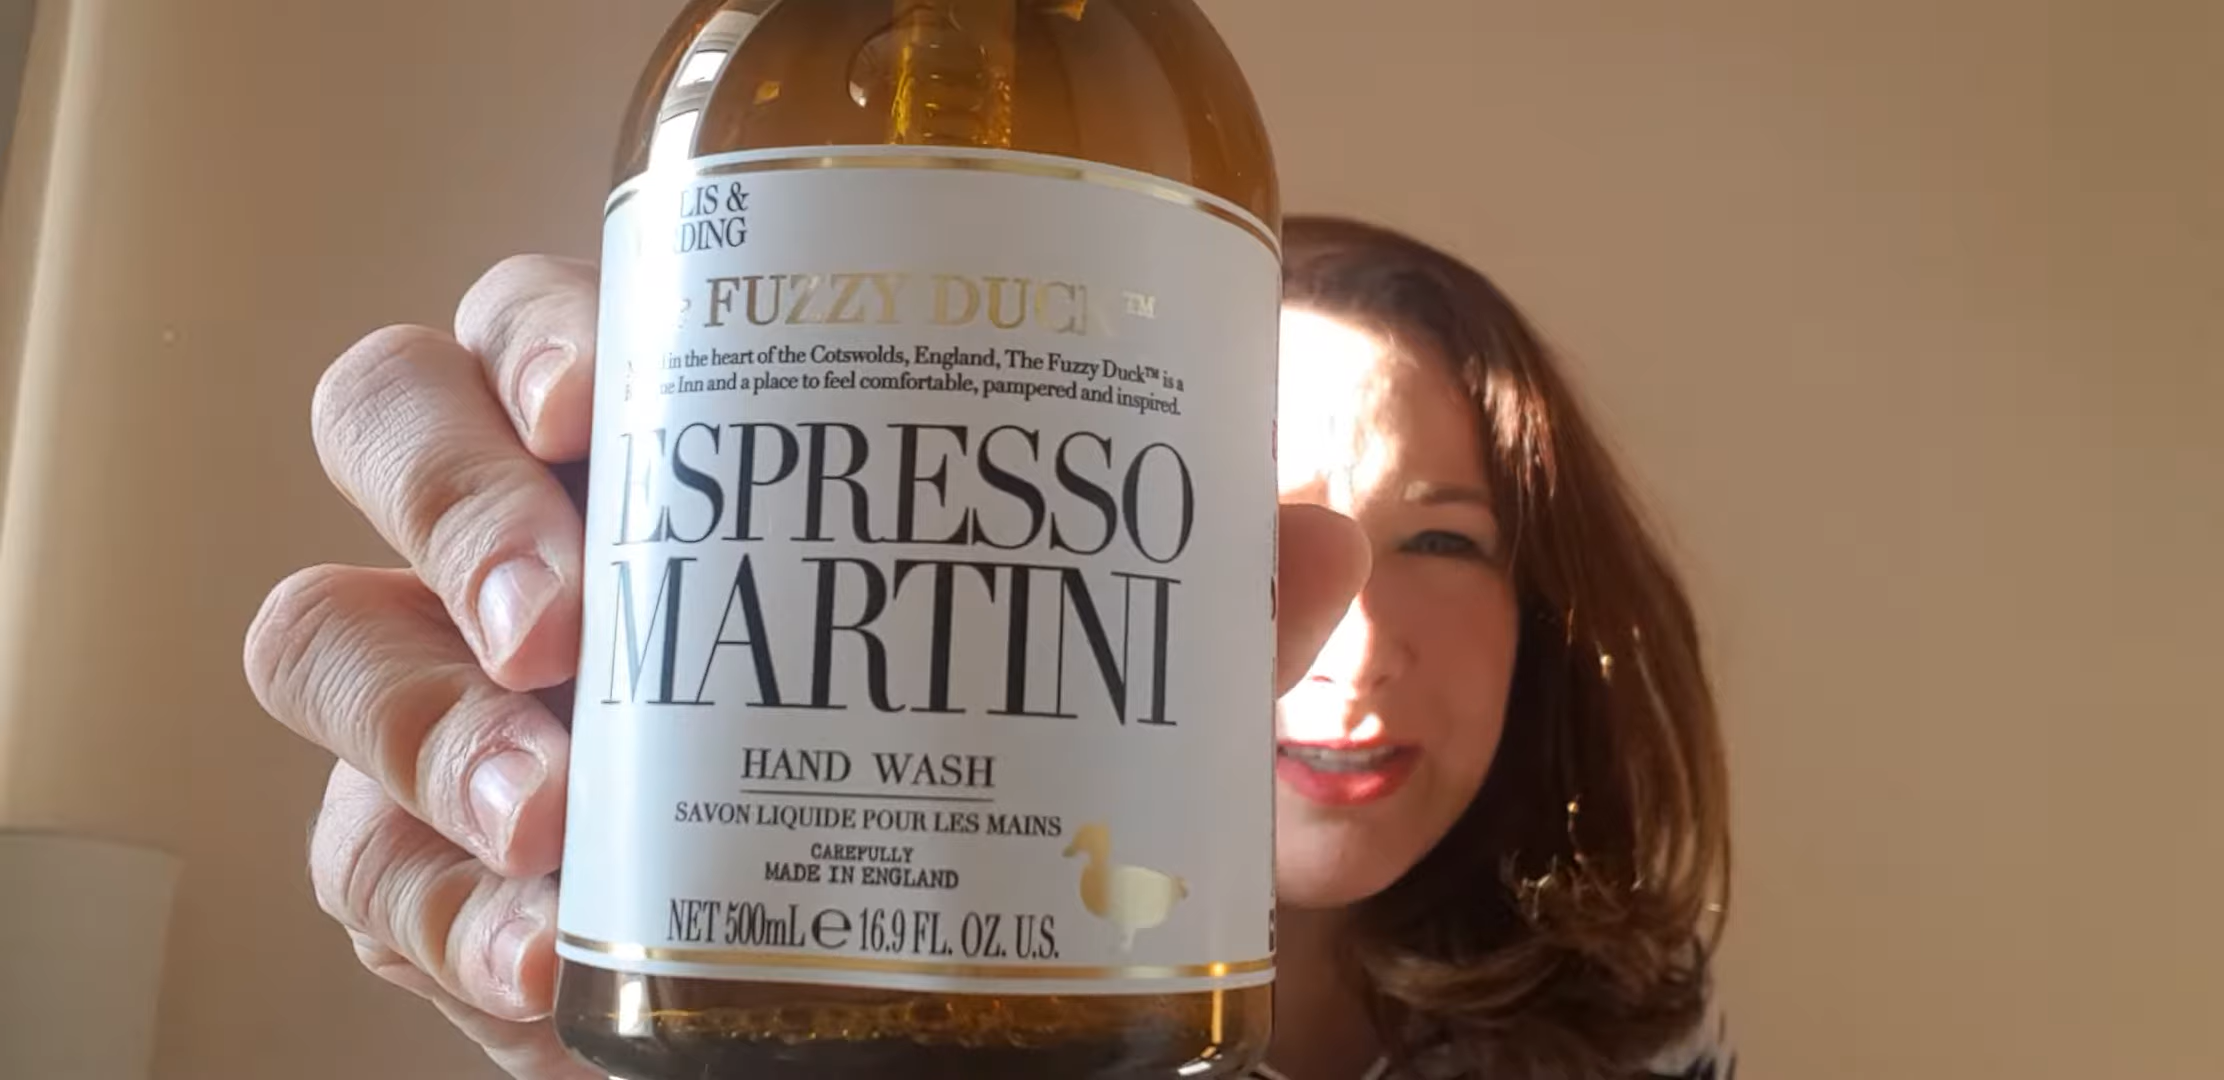 LIS &
DING
FUZZY DUCK™
in the heart of the Cotswolds, England, The Fuzzy Duck™ is a
Inn and a place to feel comfortable, pampered and inspired.
ESPRESSO
MARTINI
HAND WASH
SAVON LIQUIDE POUR LES MAINS
CAREFULLY
MADE IN ENGLAND
NET 500mL ℮ 16.9 FL. OZ. U.S.